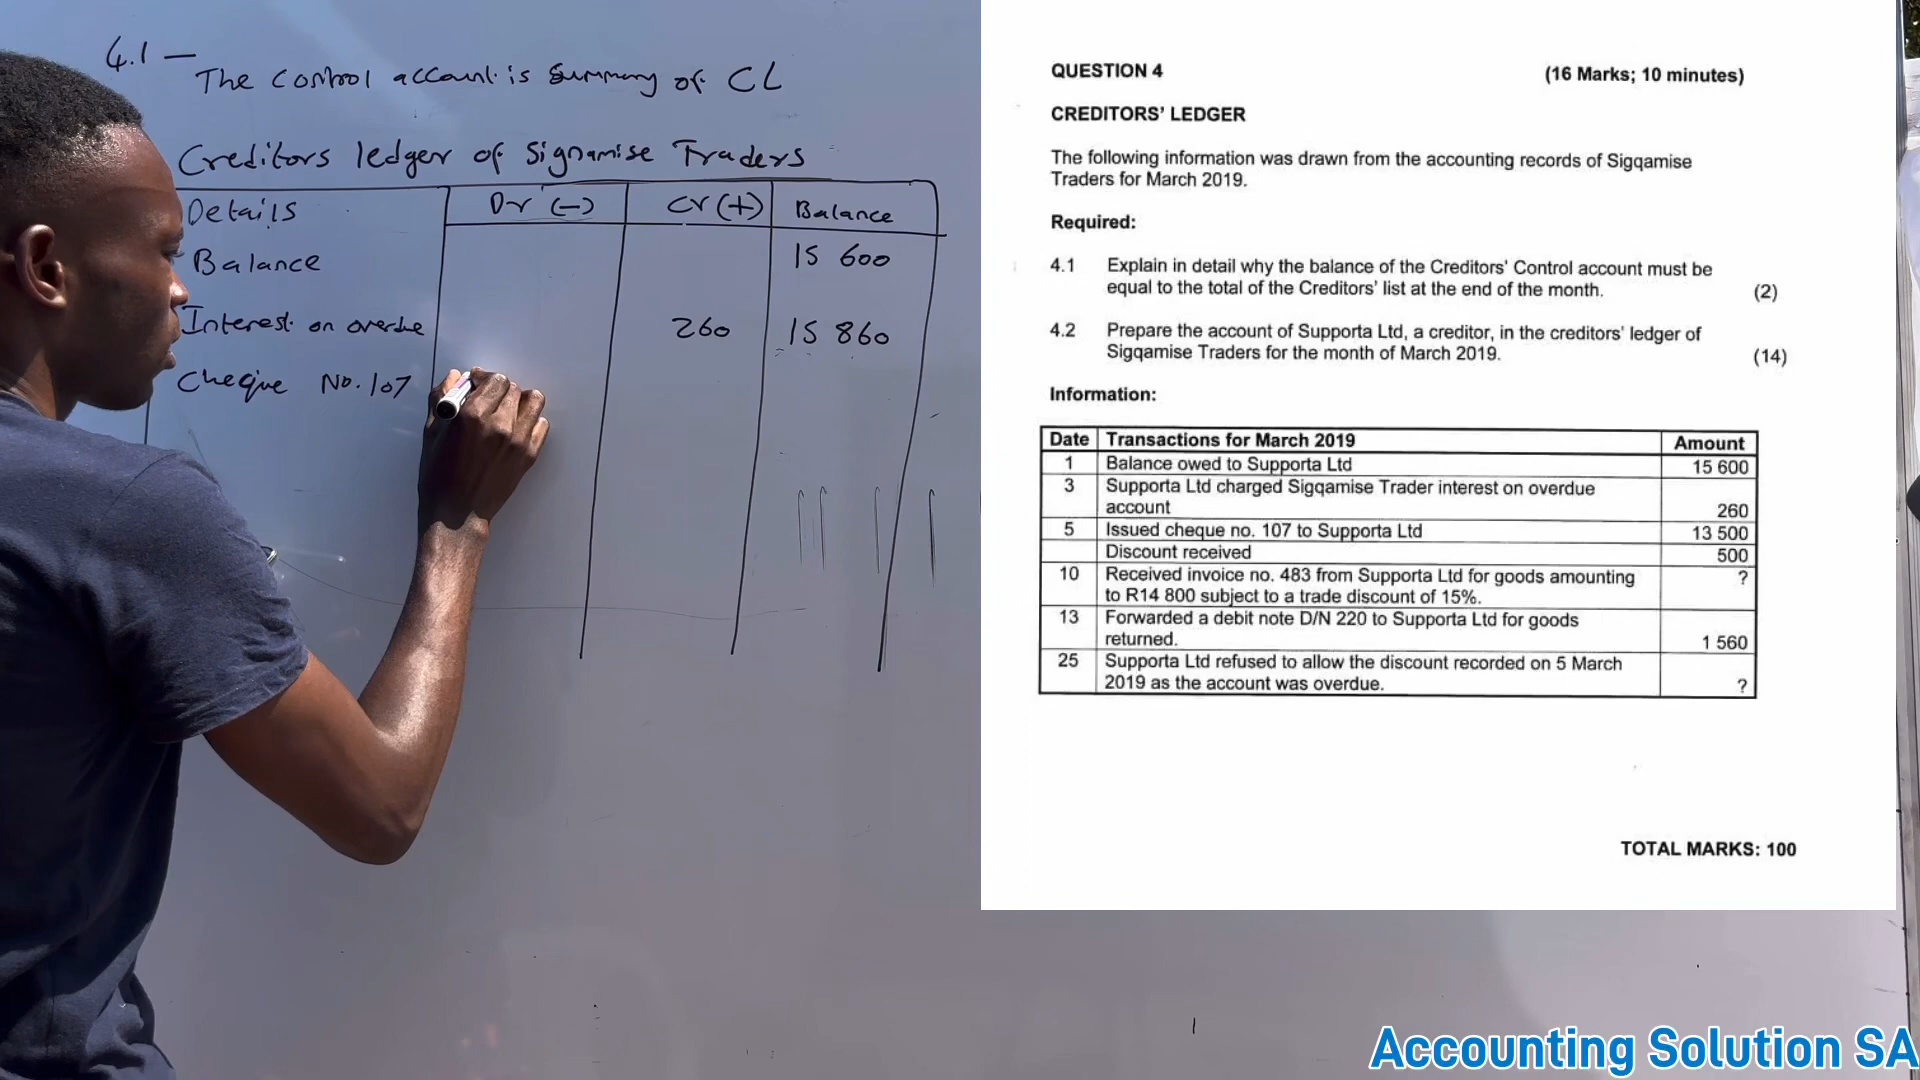 4.1 —
The control account is summary of CL
Creditors ledger of Signamise Traders
Details Dr (-) Cr (+) Balance
Balance 15 600
Interest on overdue 260 15 860
Cheque No. 107
QUESTION 4 (16 Marks; 10 minutes)
CREDITORS' LEDGER
The following information was drawn from the accounting records of Sigqamise
Traders for March 2019.
Required:
4.1 Explain in detail why the balance of the Creditors' Control account must be
equal to the total of the Creditors' list at the end of the month. (2)
4.2 Prepare the account of Supporta Ltd, a creditor, in the creditors' ledger of
Sigqamise Traders for the month of March 2019. (14)
Information:
Date Transactions for March 2019 Amount
1 Balance owed to Supporta Ltd 15 600
3 Supporta Ltd charged Sigqamise Trader interest on overdue
account 260
5 Issued cheque no. 107 to Supporta Ltd 13 500
Discount received 500
10 Received invoice no. 483 from Supporta Ltd for goods amounting ?
to R14 800 subject to a trade discount of 15%.
13 Forwarded a debit note D/N 220 to Supporta Ltd for goods
returned. 1 560
25 Supporta Ltd refused to allow the discount recorded on 5 March
2019 as the account was overdue. ?
TOTAL MARKS: 100
Accounting Solution SA